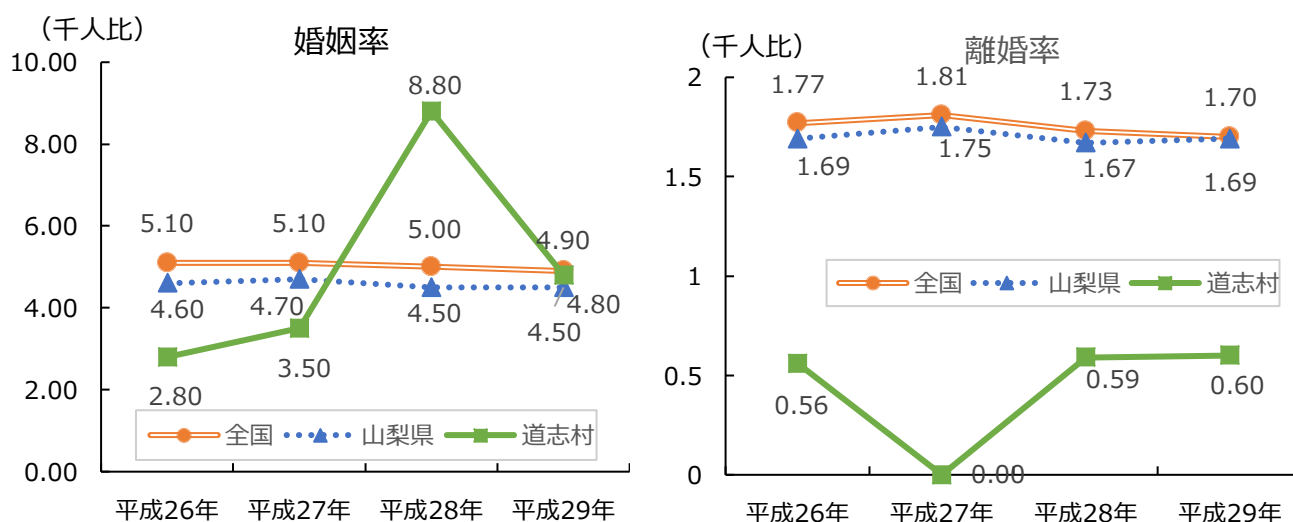 （千人比）
婚姻率
10.00
8.00
6.00
4.00
2.00
0.00
8.80
5.10
5.10
5.00
4.90
4.60
4.70
4.50
4.80
4.50
2.80
3.50
全国
山梨県
道志村
平成26年
平成27年
平成28年
平成29年
（千人比）
離婚率
2
1.5
1
0.5
0
1.77
1.81
1.73
1.70
1.69
1.75
1.67
1.69
全国
山梨県
道志村
0.56
0.00
0.59
0.60
平成26年
平成27年
平成28年
平成29年